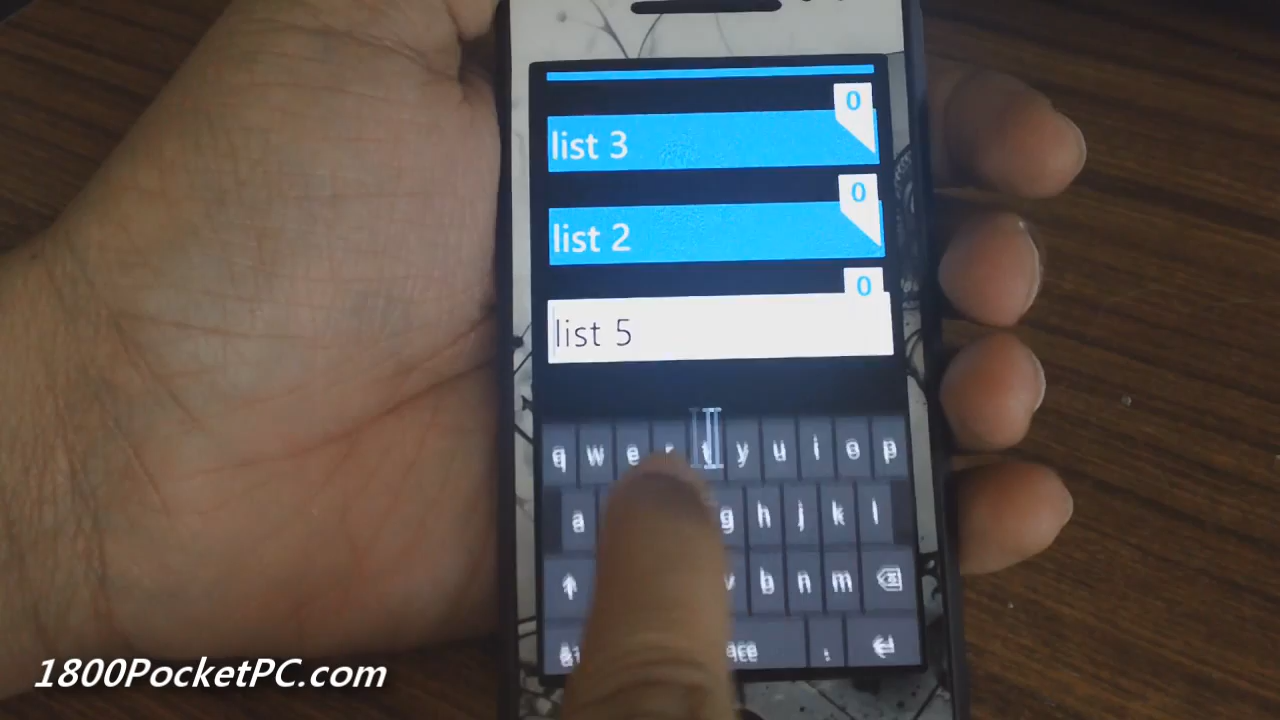 0
list 3
0
list 2
0
list 5
q w e r t y u i o p
a g h j k l
v b n m
1800PocketPC.com